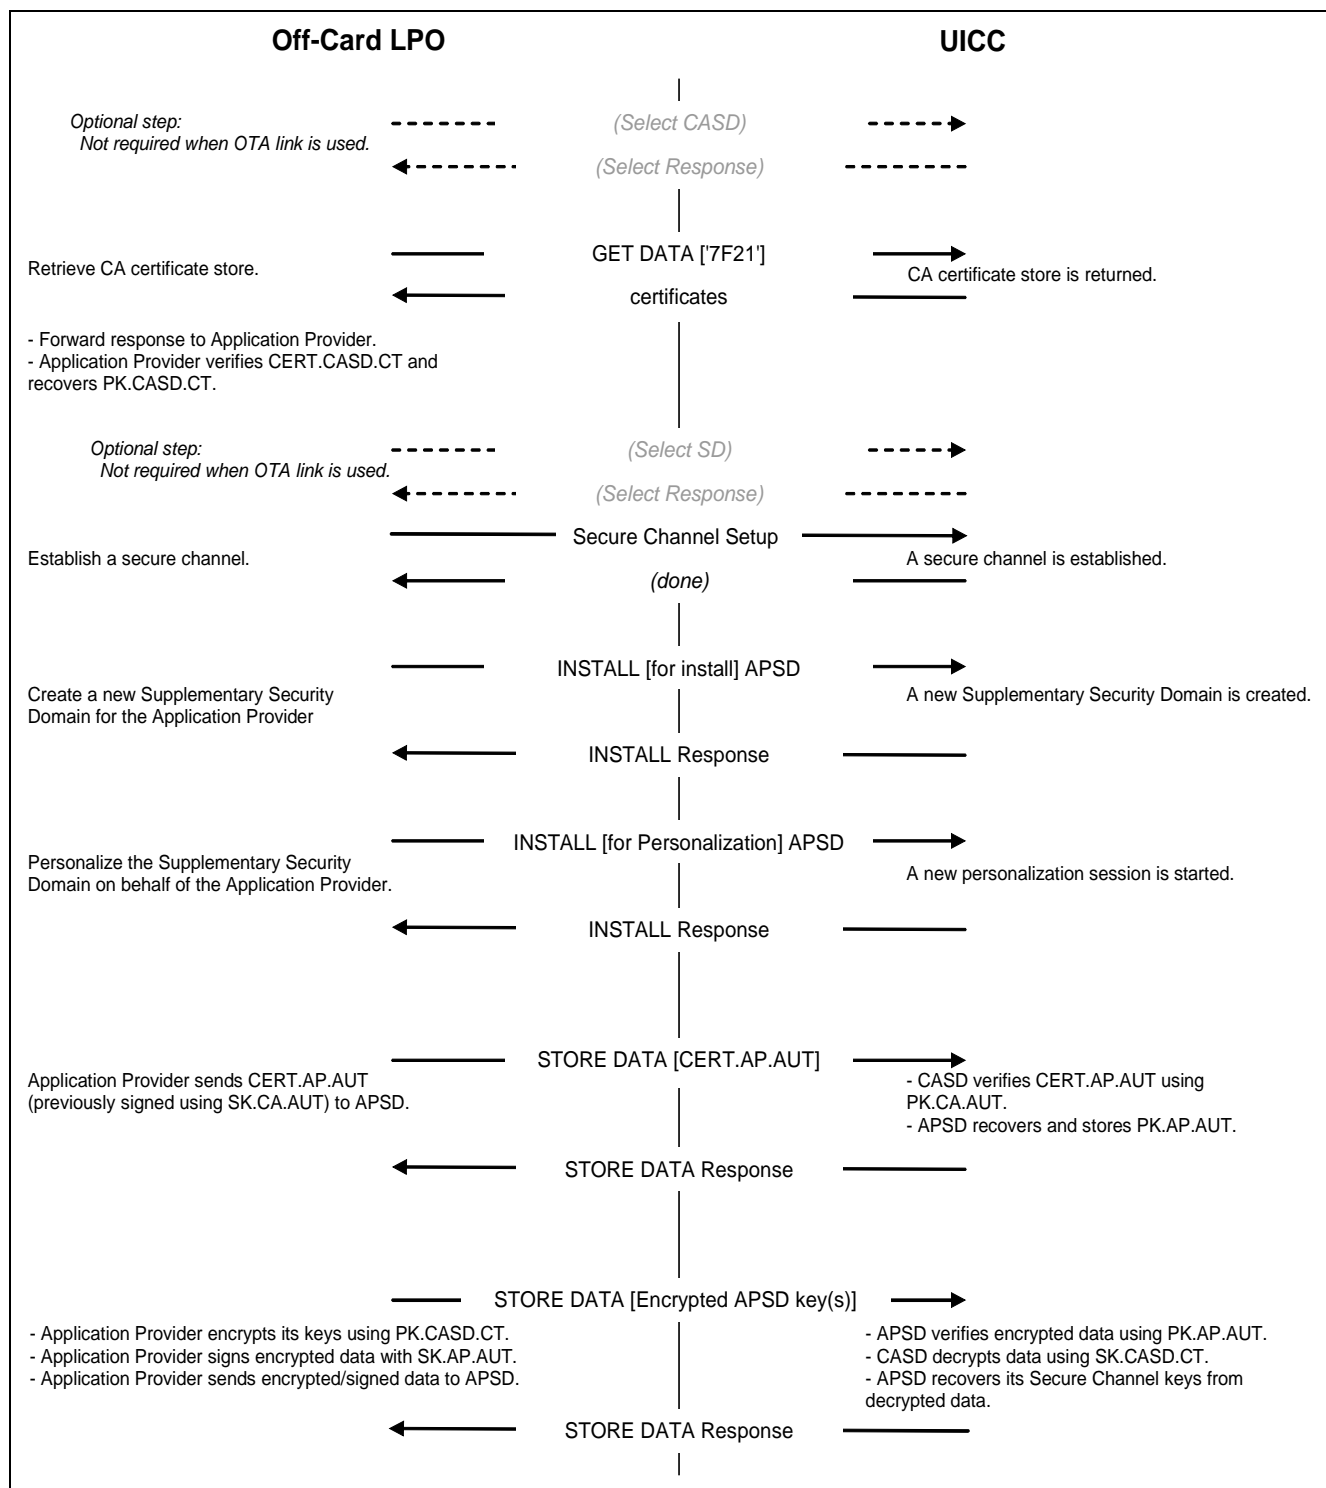 Off-Card LPO
UICC
Optional step:
Not required when OTA link is used.
(Select CASD)
(Select Response)
GET DATA ['7F21']
Retrieve CA certificate store.
CA certificate store is returned.
certificates
- Forward response to Application Provider.
- Application Provider verifies CERT.CASD.CT and
recovers PK.CASD.CT.
Optional step:
Not required when OTA link is used.
(Select SD)
(Select Response)
Secure Channel Setup
Establish a secure channel.
A secure channel is established.
(done)
INSTALL [for install] APSD
Create a new Supplementary Security
Domain for the Application Provider
A new Supplementary Security Domain is created.
INSTALL Response
INSTALL [for Personalization] APSD
Personalize the Supplementary Security
Domain on behalf of the Application Provider.
A new personalization session is started.
INSTALL Response
STORE DATA [CERT.AP.AUT]
Application Provider sends CERT.AP.AUT
(previously signed using SK.CA.AUT) to APSD.
- CASD verifies CERT.AP.AUT using
PK.CA.AUT.
- APSD recovers and stores PK.AP.AUT.
STORE DATA Response
STORE DATA [Encrypted APSD key(s)]
- Application Provider encrypts its keys using PK.CASD.CT.
- Application Provider signs encrypted data with SK.AP.AUT.
- Application Provider sends encrypted/signed data to APSD.
- APSD verifies encrypted data using PK.AP.AUT.
- CASD decrypts data using SK.CASD.CT.
- APSD recovers its Secure Channel keys from
decrypted data.
STORE DATA Response